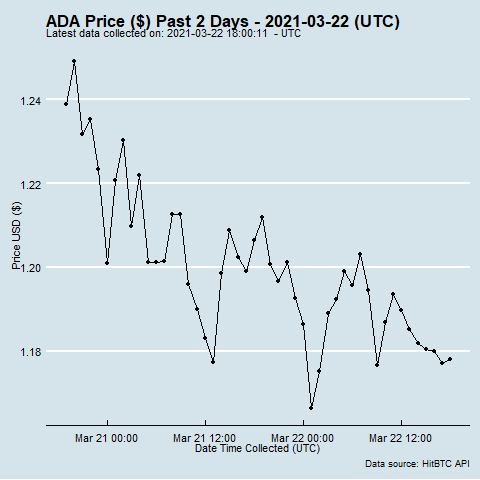 ADA Price ($) Past 2 Days - 2021-03-22 (UTC)
Latest data collected on: 2021-03-22 18:00:11  - UTC
1.24
1.22
1.20
1.18
Price USD ($)
Mar 21 00:00
Mar 21 12:00
Mar 22 00:00
Mar 22 12:00
Date Time Collected (UTC)
Data source: HitBTC API